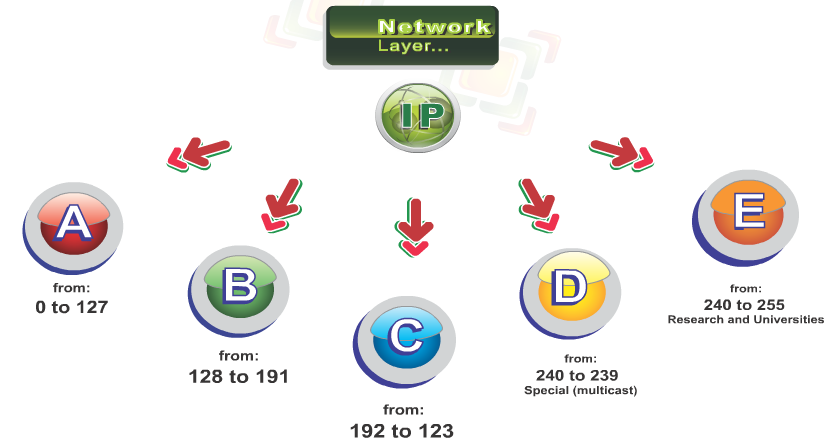 Network
Layer...
IP
A
from:
0 to 127
B
from:
128 to 191
C
from:
192 to 123
D
from:
240 to 239
Special (multicast)
E
from:
240 to 255
Research and Universities